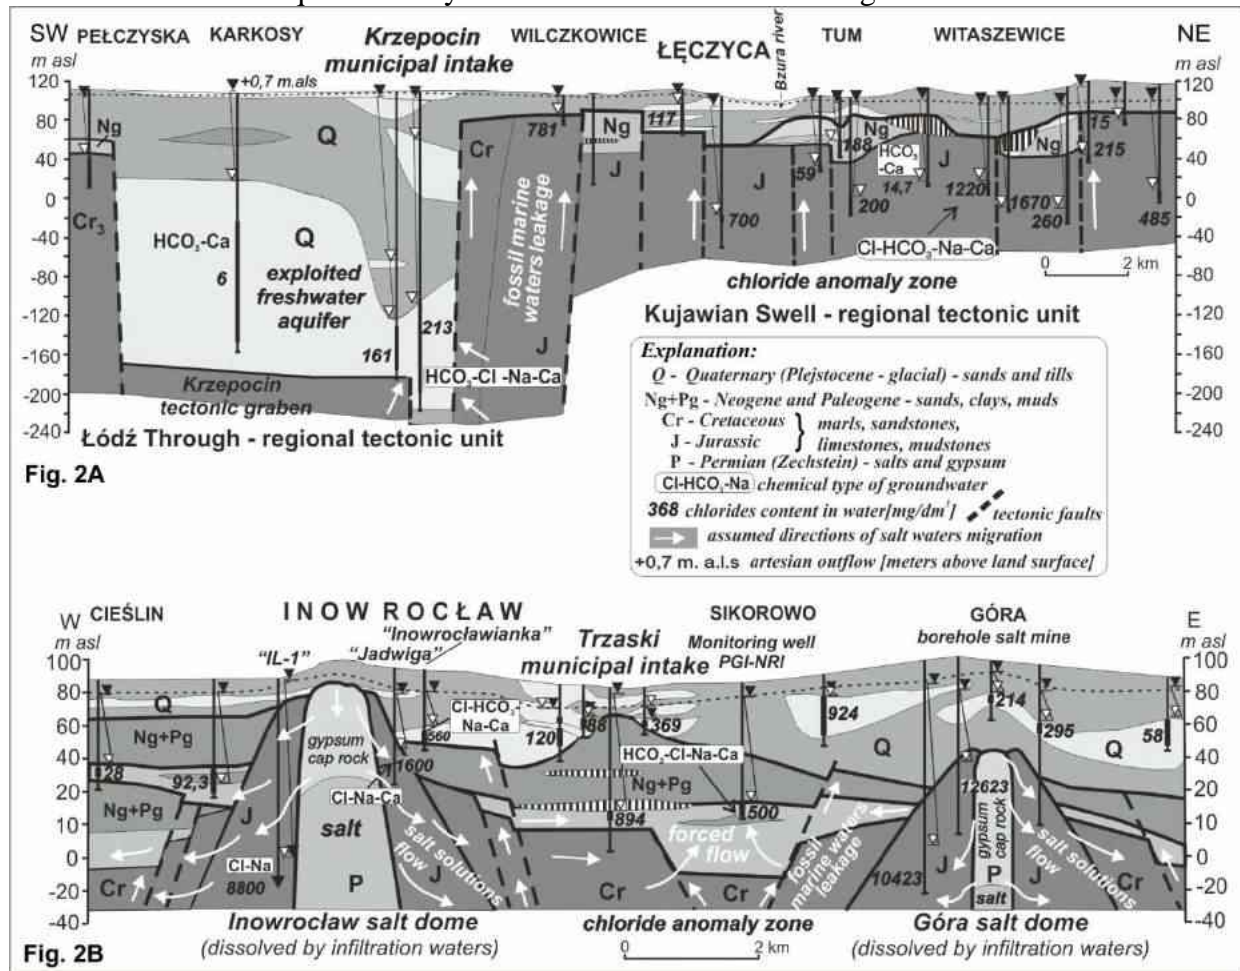 SW PEŁCZYSKA KARKOSY Krzepocin WILCZKOWICE ŁĘCZYCA Bzura river TUM WITASZEWICE NE
m asl municipal intake m asl
+0,7 m.als
120 120
80 Ng Q Cr 781 117 Ng 188 Ng 15 80
40 Ng J J 59 HCO₃-Ca J Ng 215 40
0 Cr₃ 14,7 1220 0
HCO₃-Ca Q 700 200 1670 260 485
-40 Cl-HCO₃-Na-Ca -40
6 exploited freshwater aquifer fossil marine waters leakage chloride anomaly zone 0 2 km
-80 -80
-120 Kujawian Swell - regional tectonic unit -120
161 213 J
-160 HCO₃-Cl -Na-Ca -160
-200 Krzepocin tectonic graben -200
-240 -240
Łódź Through - regional tectonic unit
Fig. 2A
Explanation:
Q - Quaternary (Plejstocene - glacial) - sands and tills
Ng+Pg - Neogene and Paleogene - sands, clays, muds
Cr - Cretaceous } marls, sandstones,
J - Jurassic limestones, mudstones
P - Permian (Zechstein) - salts and gypsum
Cl-HCO₃-Na chemical type of groundwater
368 chlorides content in water[mg/dm³] tectonic faults
assumed directions of salt waters migration
+0,7 m. a.l.s artesian outflow [meters above land surface]
W CIEŚLIN INOWROCŁAW SIKOROWO GÓRA E
m asl "Inowrocławianka" Trzaski Monitoring well borehole salt mine m asl
"IL-1" "Jadwiga" municipal intake PGI-NRI
100 100
80 Q Cl-HCO₃-Na-Ca 88 369 924 214 80
60 560 120 295 58 60
Ng+Pg gypsum cap rock HCO₃-Cl-Na-Ca Q Q
40 40
28 92,3 1600 Ng+Pg 12623
20 Cl-Na-Ca 20
Ng+Pg J salt 894 500 gypsum cap rock
10 forced flow 10
0 Cl-Na salt solutions flow fossil marine waters leakage salt solutions flow 0
-20 Cr 8800 P J Cr Cr 10423 J P J Cr -20
-40 salt -40
Inowrocław salt dome chloride anomaly zone Góra salt dome
(dissolved by infiltration waters) 0 2 km (dissolved by infiltration waters)
Fig. 2B